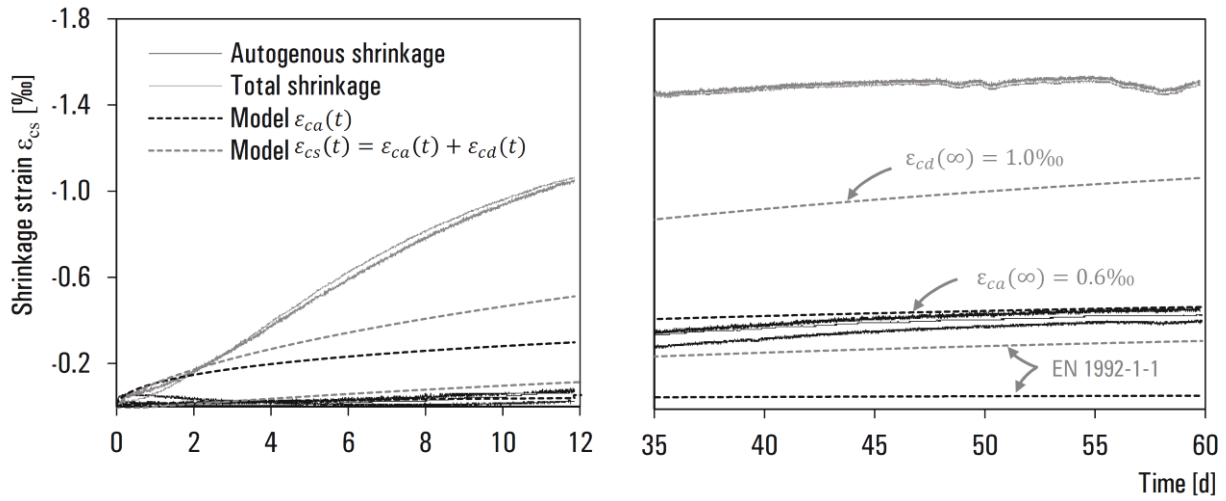 Shrinkage strain εcs [‰]
-1.8
-1.4
-1.0
-0.6
-0.2
Autogenous shrinkage
Total shrinkage
Model εca(t)
Model εcs(t) = εca(t) + εcd(t)
0 2 4 6 8 10 12
εcd(∞) = 1.0‰
εca(∞) = 0.6‰
EN 1992-1-1
35 40 45 50 55 60
Time [d]